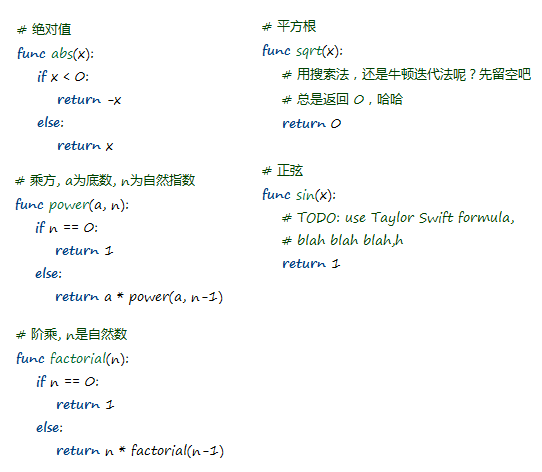 # 绝对值
func abs(x):
if x < 0:
return -x
else:
return x
# 乘方, a为底数, n为自然指数
func power(a, n):
if n == 0:
return 1
else:
return a * power(a, n-1)
# 阶乘, n是自然数
func factorial(n):
if n == 0:
return 1
else:
return n * factorial(n-1)
# 平方根
func sqrt(x):
# 用搜索法，还是牛顿迭代法呢？先留空吧
# 总是返回 0，哈哈
return 0
# 正弦
func sin(x):
# TODO: use Taylor Swift formula,
# blah blah blah,h
return 1